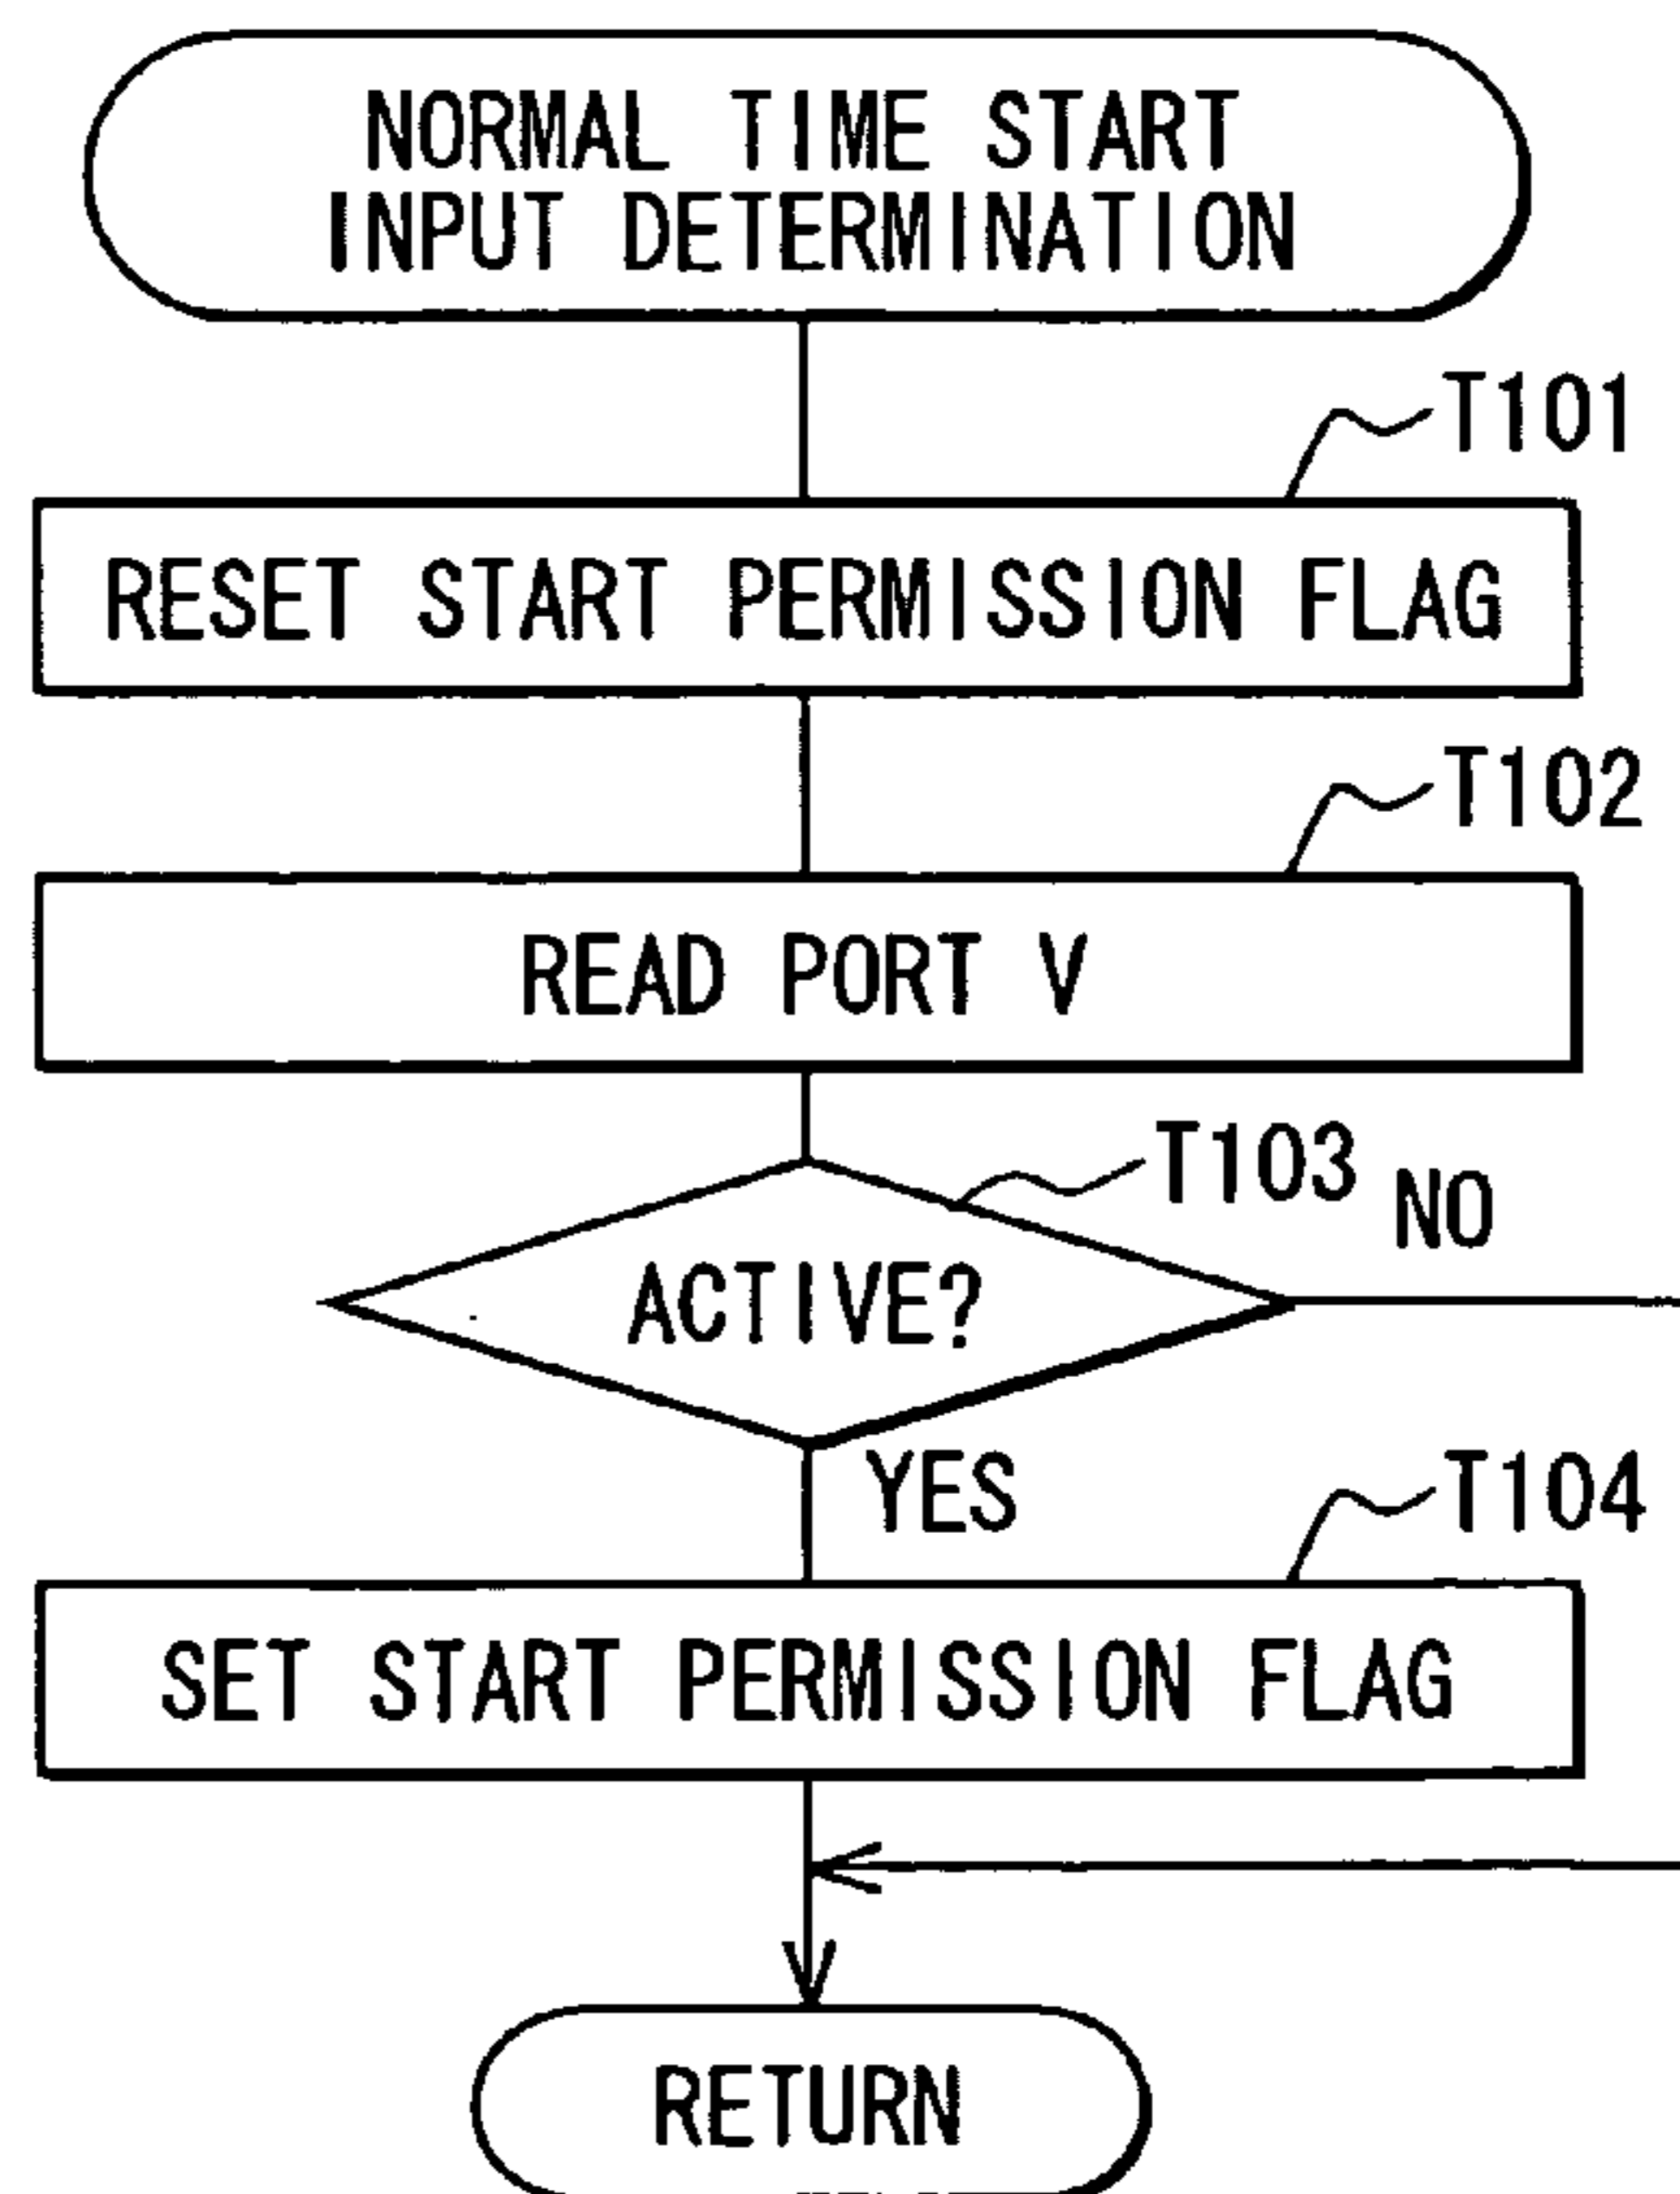 NORMAL TIME START
INPUT DETERMINATION
T101
RESET START PERMISSION FLAG
T102
READ PORT V
T103
NO
ACTIVE?
YES
T104
SET START PERMISSION FLAG
RETURN